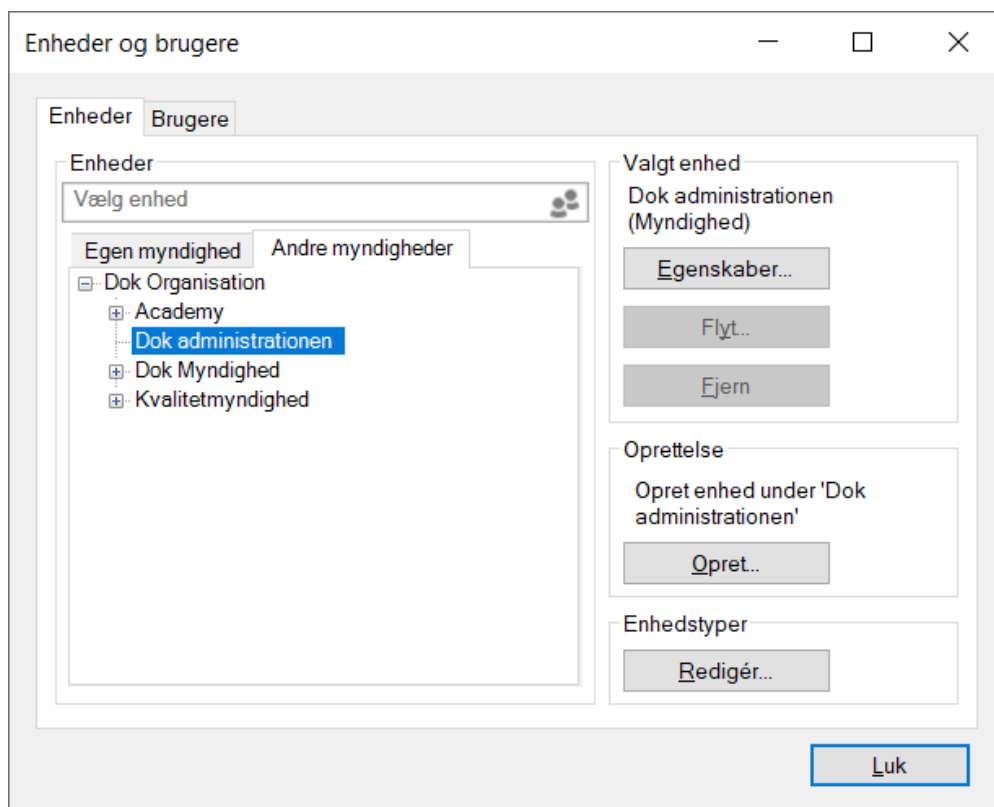 Enheder og brugere
Enheder
Brugere
Enheder
Vælg enhed
Egen myndighed
Andre myndigheder
Dok Organisation
Academy
Dok administrationen
Dok Myndighed
Kvalitetmyndighed
Valgt enhed
Dok administrationen
(Myndighed)
Egenskaber...
Flyt...
Fjern
Oprettelse
Opret enhed under 'Dok
administrationen'
Opret...
Enhedstyper
Redigér...
Luk